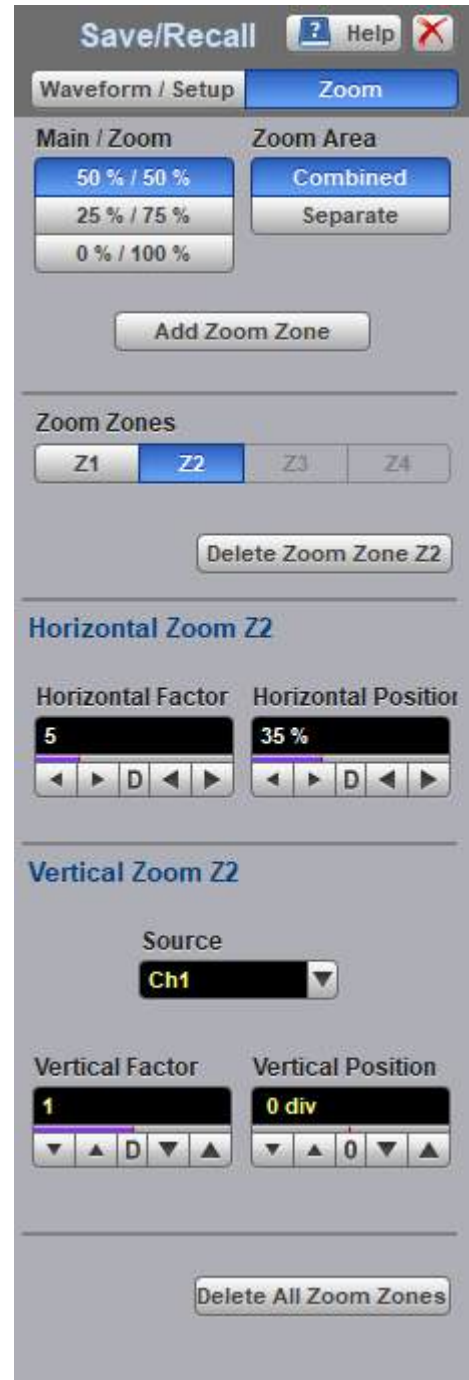 Save/Recall ? Help
Waveform / Setup Zoom
Main / Zoom Zoom Area
50 % / 50 % Combined
25 % / 75 % Separate
0 % / 100 %
Add Zoom Zone
Zoom Zones
Z1 Z2 Z3 Z4
Delete Zoom Zone Z2
Horizontal Zoom Z2
Horizontal Factor Horizontal Position
5 35 %
D D
Vertical Zoom Z2
Source
Ch1
Vertical Factor Vertical Position
1 0 div
D 0
Delete All Zoom Zones